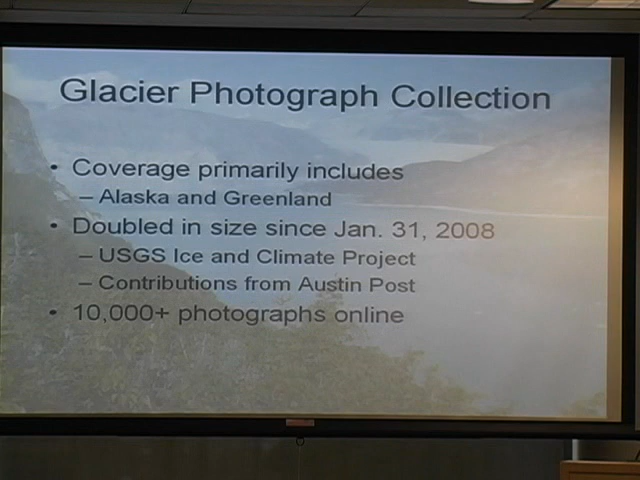 Glacier Photograph Collection
• Coverage primarily includes
– Alaska and Greenland
• Doubled in size since Jan. 31, 2008
– USGS Ice and Climate Project
– Contributions from Austin Post
• 10,000+ photographs online